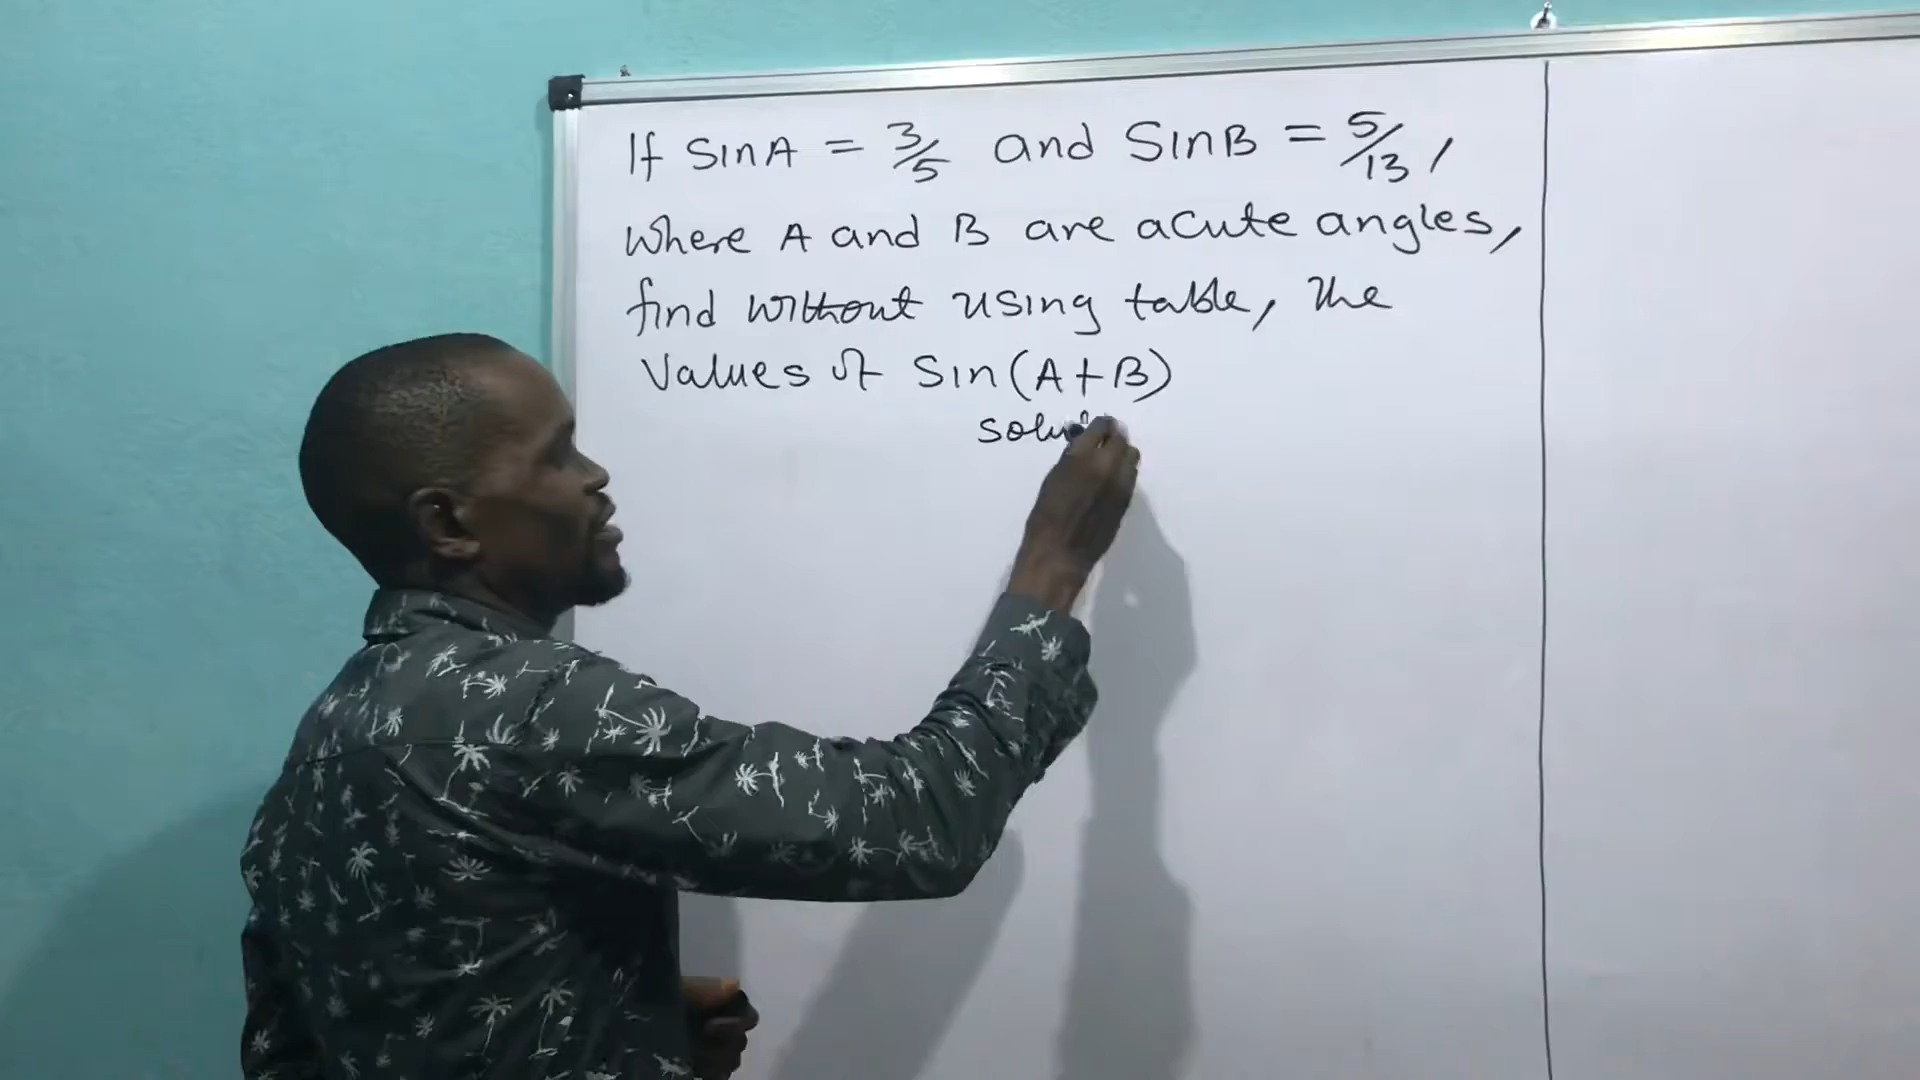 If SinA = 3/5 and SinB = 5/13,
where A and B are acute angles,
find without using table, the
values of Sin(A+B)